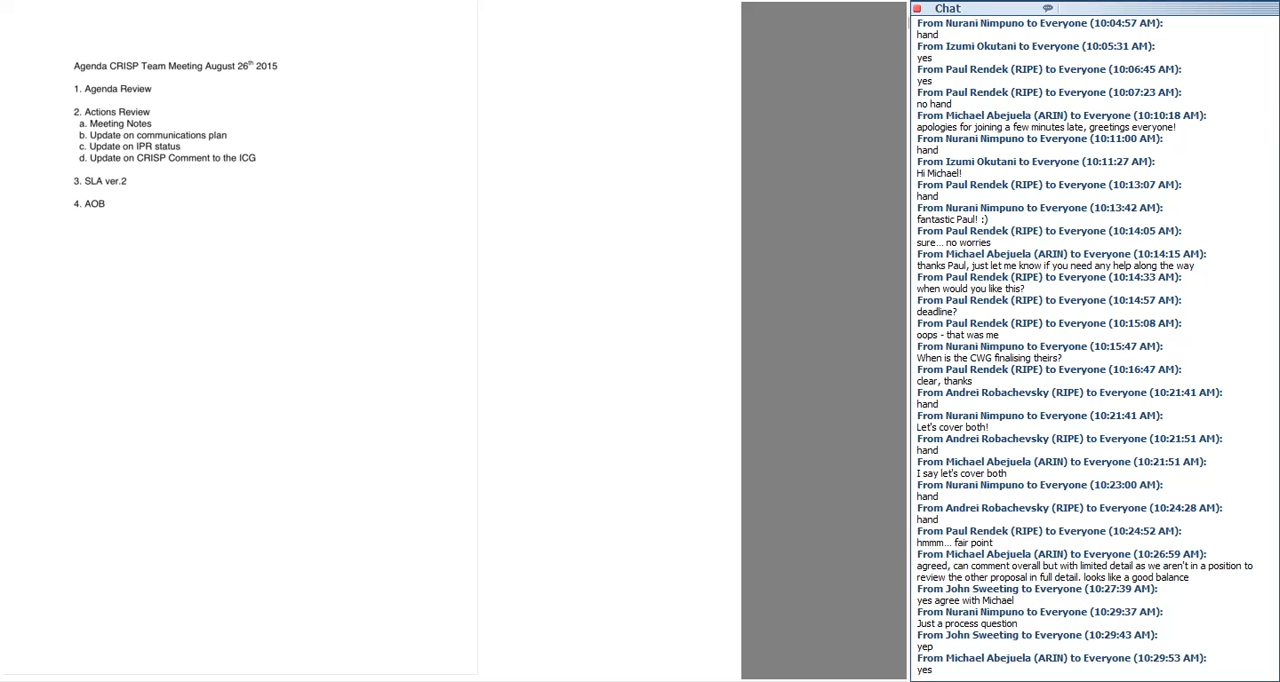 Agenda CRISP Team Meeting August 26th 2015
1. Agenda Review
2. Actions Review
a. Meeting Notes
b. Update on communications plan
c. Update on IPR status
d. Update on CRISP Comment to the ICG
3. SLA ver.2
4. AOB
Chat
From Nurani Nimpuno to Everyone (10:04:57 AM):
hand
From Izumi Okutani to Everyone (10:05:31 AM):
yes
From Paul Rendek (RIPE) to Everyone (10:06:45 AM):
yes
From Paul Rendek (RIPE) to Everyone (10:07:23 AM):
no hand
From Michael Abejuela (ARIN) to Everyone (10:10:18 AM):
apologies for joining a few minutes late, greetings everyone!
From Nurani Nimpuno to Everyone (10:11:00 AM):
hand
From Izumi Okutani to Everyone (10:11:27 AM):
Hi Michael!
From Paul Rendek (RIPE) to Everyone (10:13:07 AM):
hand
From Nurani Nimpuno to Everyone (10:13:42 AM):
fantastic Paul! :)
From Paul Rendek (RIPE) to Everyone (10:14:05 AM):
sure... no worries
From Michael Abejuela (ARIN) to Everyone (10:14:15 AM):
thanks Paul, just let me know if you need any help along the way
From Paul Rendek (RIPE) to Everyone (10:14:33 AM):
when would you like this?
From Paul Rendek (RIPE) to Everyone (10:14:57 AM):
deadline?
From Paul Rendek (RIPE) to Everyone (10:15:08 AM):
oops - that was me
From Nurani Nimpuno to Everyone (10:15:47 AM):
When is the CWG finalising theirs?
From Paul Rendek (RIPE) to Everyone (10:16:47 AM):
clear, thanks
From Andrei Robachevsky (RIPE) to Everyone (10:21:41 AM):
hand
From Nurani Nimpuno to Everyone (10:21:41 AM):
Let's cover both!
From Andrei Robachevsky (RIPE) to Everyone (10:21:51 AM):
hand
From Michael Abejuela (ARIN) to Everyone (10:21:51 AM):
I say let's cover both
From Nurani Nimpuno to Everyone (10:23:00 AM):
hand
From Andrei Robachevsky (RIPE) to Everyone (10:24:28 AM):
hand
From Paul Rendek (RIPE) to Everyone (10:24:52 AM):
hmmm... fair point
From Michael Abejuela (ARIN) to Everyone (10:26:59 AM):
agreed, can comment overall but with limited detail as we aren't in a position to
review the other proposal in full detail. looks like a good balance
From John Sweeting to Everyone (10:27:39 AM):
yes agree with Michael
From Nurani Nimpuno to Everyone (10:29:37 AM):
Just a process question
From John Sweeting to Everyone (10:29:43 AM):
yep
From Michael Abejuela (ARIN) to Everyone (10:29:53 AM):
yes